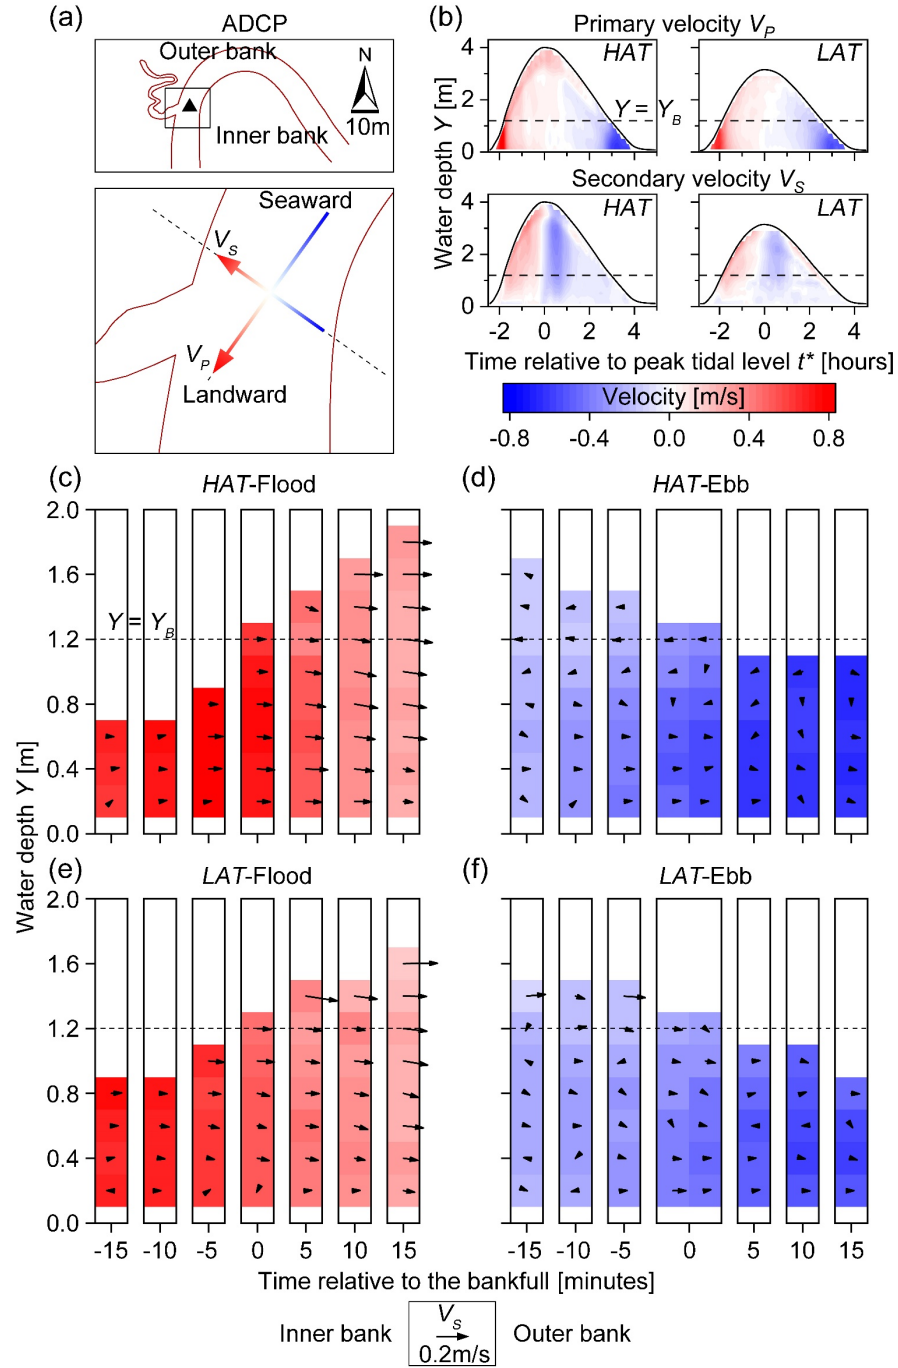 (a)
ADCP
Outer bank
N
10m
Inner bank
Seaward
V_S
V_P
Landward
(b)
Primary velocity V_P
HAT
LAT
Y = Y_B
4
2
0
Secondary velocity V_S
HAT
LAT
4
2
0
Water depth Y [m]
-2 0 2 4 -2 0 2 4
Time relative to peak tidal level t* [hours]
Velocity [m/s]
-0.8 -0.4 0.0 0.4 0.8
(c)
HAT-Flood
2.0
1.6
Y = Y_B
1.2
0.8
0.4
0.0
(d)
HAT-Ebb
Water depth Y [m]
(e)
LAT-Flood
2.0
1.6
1.2
0.8
0.4
0.0
-15 -10 -5 0 5 10 15
(f)
LAT-Ebb
-15 -10 -5 0 5 10 15
Time relative to the bankfull [minutes]
Inner bank
V_S
0.2m/s
Outer bank